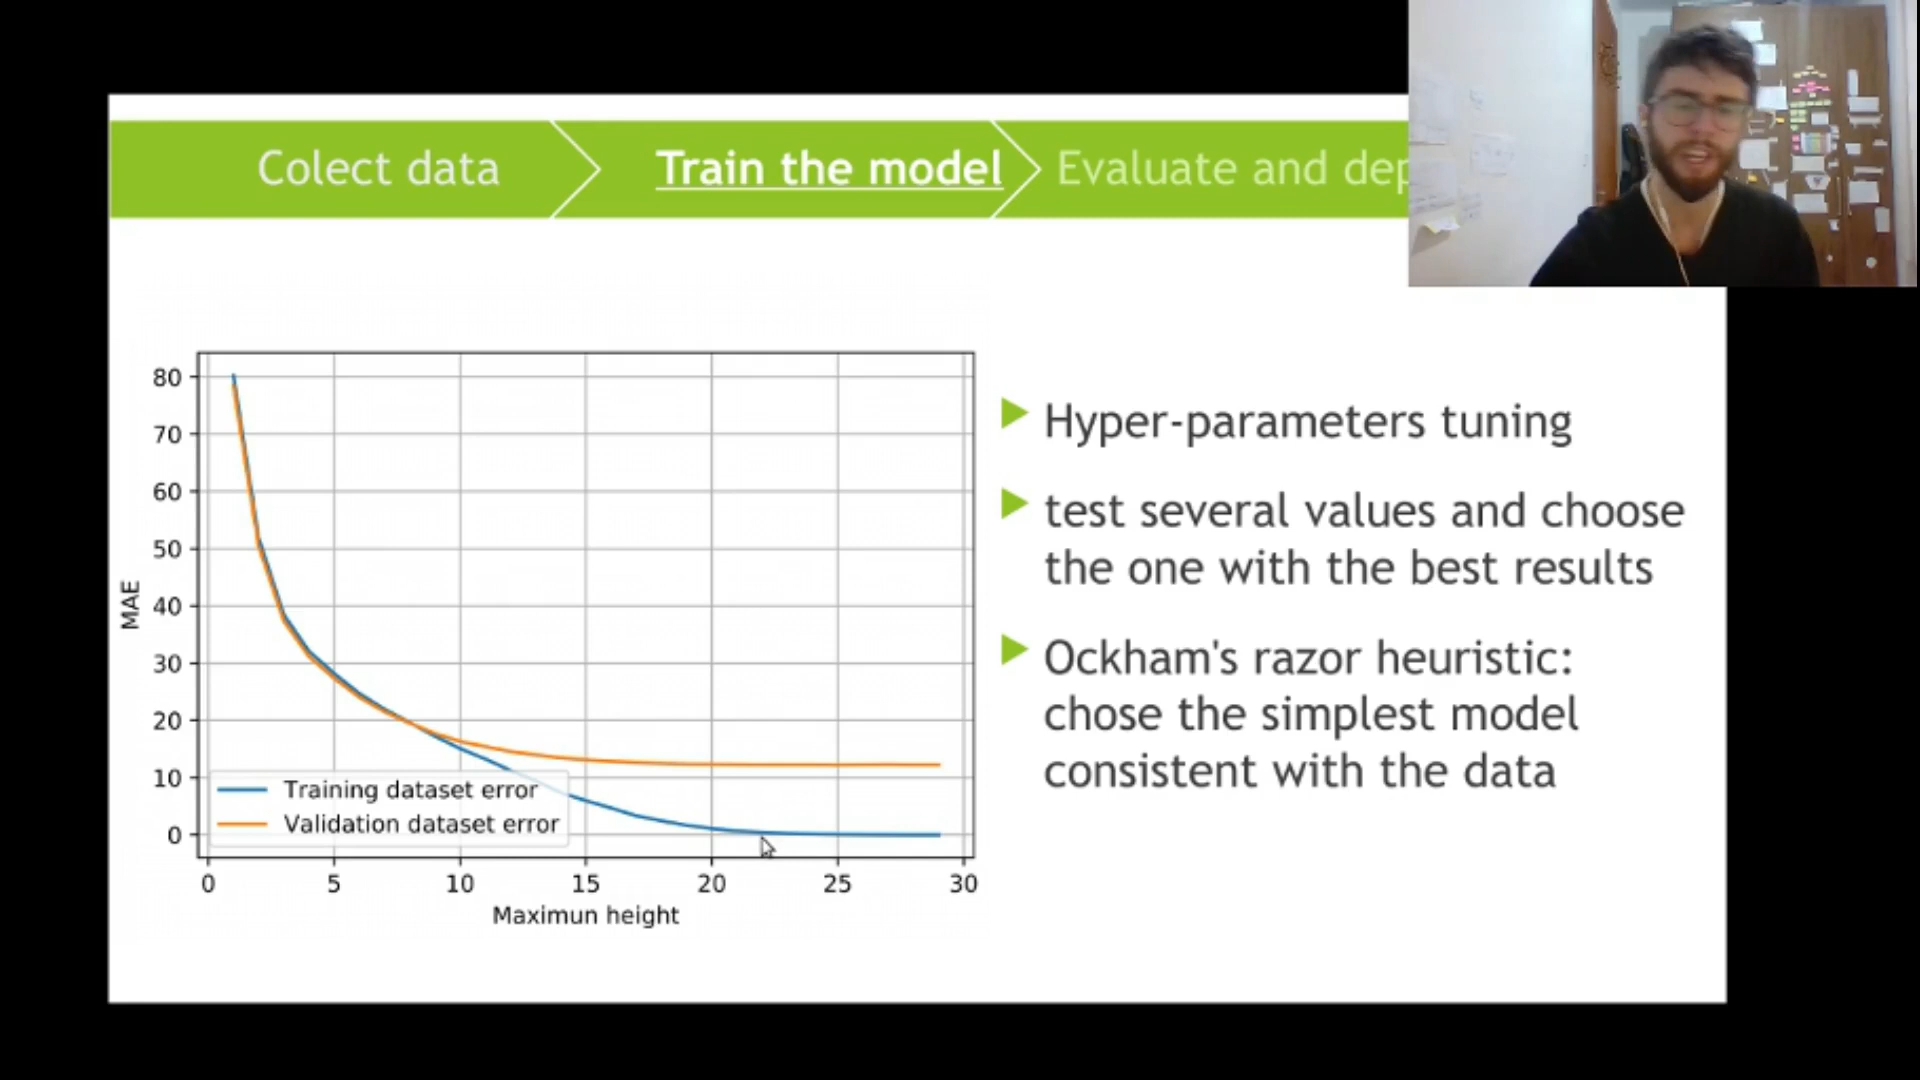 Colect data
Train the model
Evaluate and dep
80
70
60
50
40
30
20
10
0
MAE
Training dataset error
Validation dataset error
0 5 10 15 20 25 30
Maximun height
Hyper-parameters tuning
test several values and choose
the one with the best results
Ockham's razor heuristic:
chose the simplest model
consistent with the data